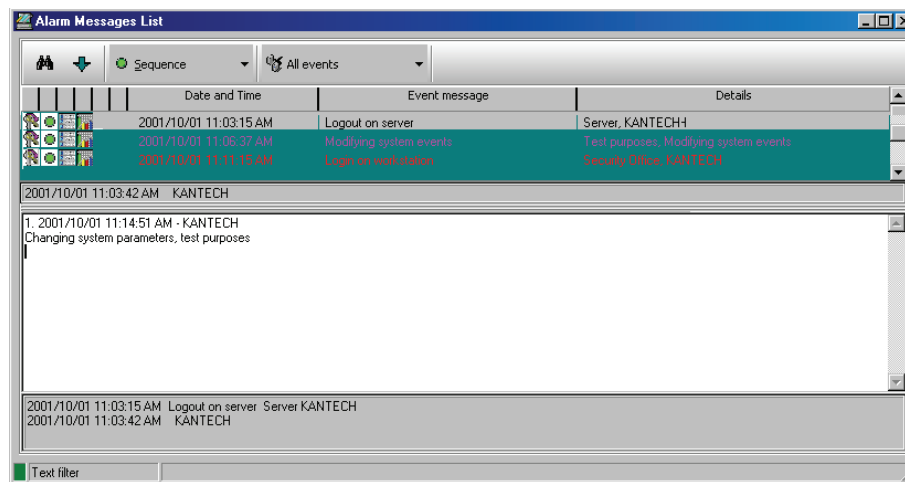 Alarm Messages List
Sequence All events
Date and Time Event message Details
2001/10/01 11:03:15 AM Logout on server Server, KANTECH
2001/10/01 11:06:37 AM Modifying system events Test purposes, Modifying system events
2001/10/01 11:11:15 AM Login on workstation Security Office, KANTECH
2001/10/01 11:03:42 AM KANTECH
1. 2001/10/01 11:14:51 AM - KANTECH
Changing system parameters, test purposes
2001/10/01 11:03:15 AM Logout on server Server KANTECH
2001/10/01 11:03:42 AM KANTECH
Text filter